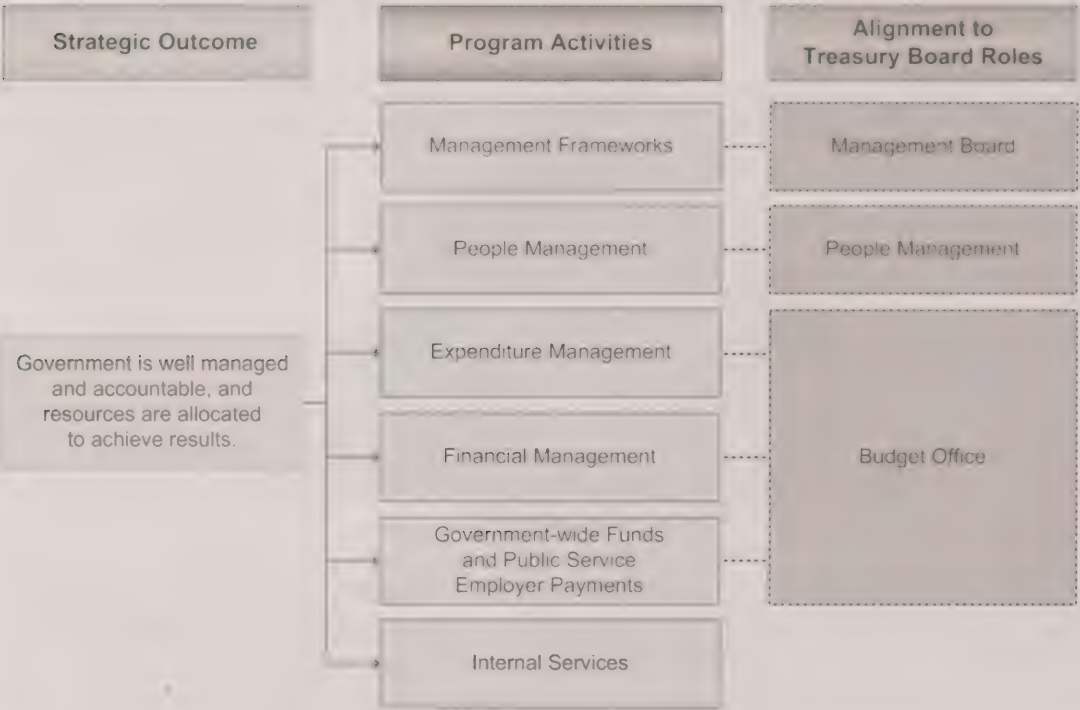 Strategic Outcome
Program Activities
Alignment to
Treasury Board Roles
Government is well managed
and accountable, and
resources are allocated
to achieve results.
Management Frameworks
People Management
Expenditure Management
Financial Management
Government-wide Funds
and Public Service
Employer Payments
Internal Services
Management Board
People Management
Budget Office